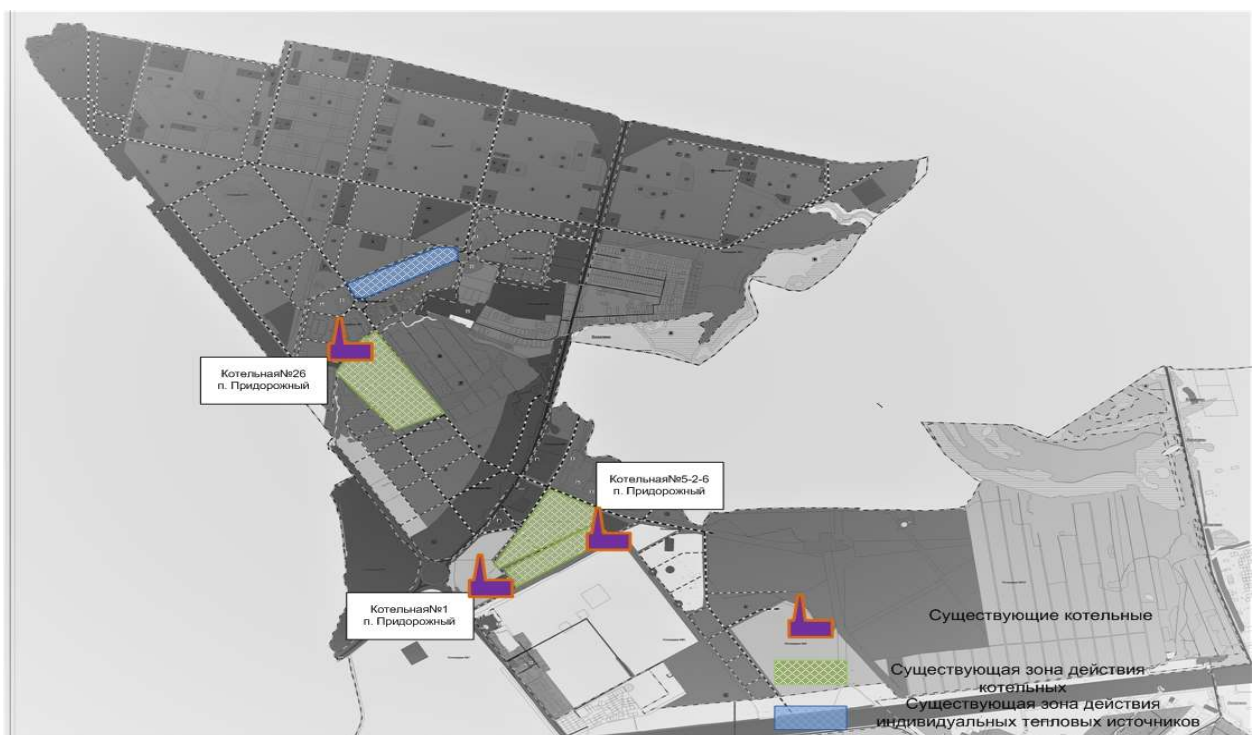 Котельная№26
п. Придорожный
Котельная№5-2-6
п. Придорожный
Котельная№1
п. Придорожный
Существующие котельные
Существующая зона действия
котельных
Существующая зона действия
индивидуальных тепловых источников